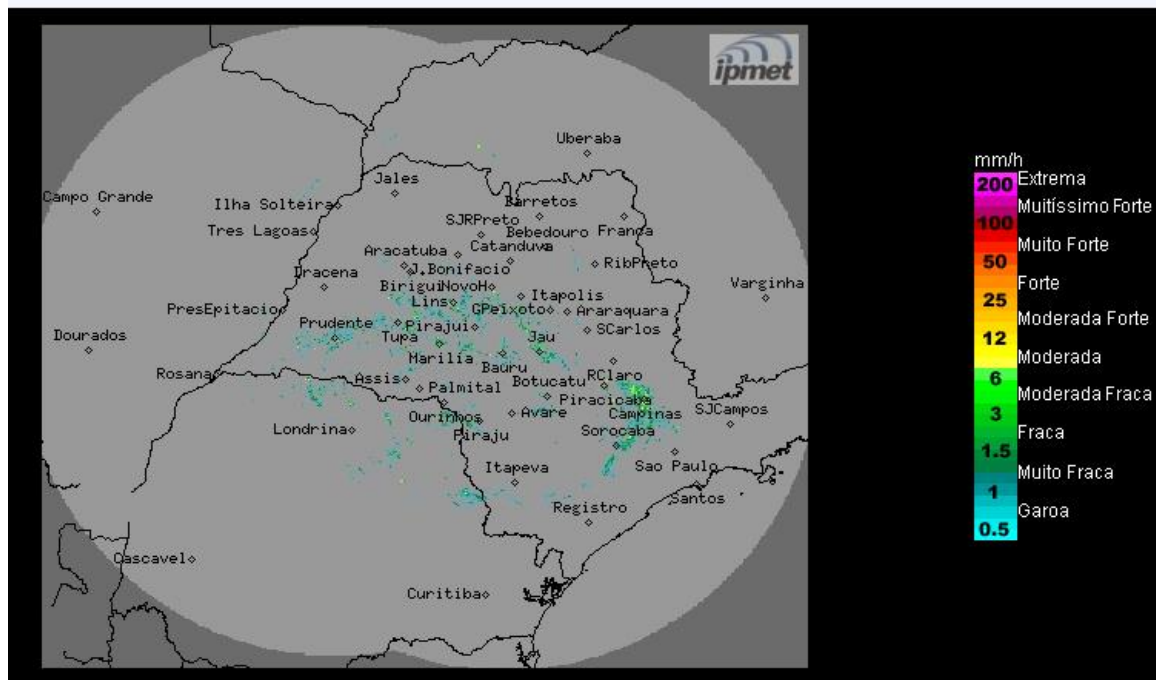 ipmet
Uberaba
Jales
Campo Grande
Ilha Solteira
Barretos
SJRPreto
Tres Lagoas
Bebedouro
Franca
Aracatuba
Catanduva
J.Bonifacio
RibPreto
Dracena
Birigui
NovoH
Varginha
Itapolis
Lins
PresEpitacio
GPeixoto
Araraquara
Prudente
Pirajui
SCarlos
Dourados
Tupa
Jau
Marilia
Bauru
Rosana
Assis
Botucatu
RClaro
Palmital
Piracicaba
SJCampos
Ourinhos
Avare
Campinas
Londrina
Piraju
Sorocaba
Itapeva
Sao Paulo
Santos
Registro
Cascavel
Curitiba
mm/h
200 Extrema
Muitíssimo Forte
100
Muito Forte
50
Forte
25
Moderada Forte
12
Moderada
6
Moderada Fraca
3
Fraca
1.5
Muito Fraca
1
Garoa
0.5